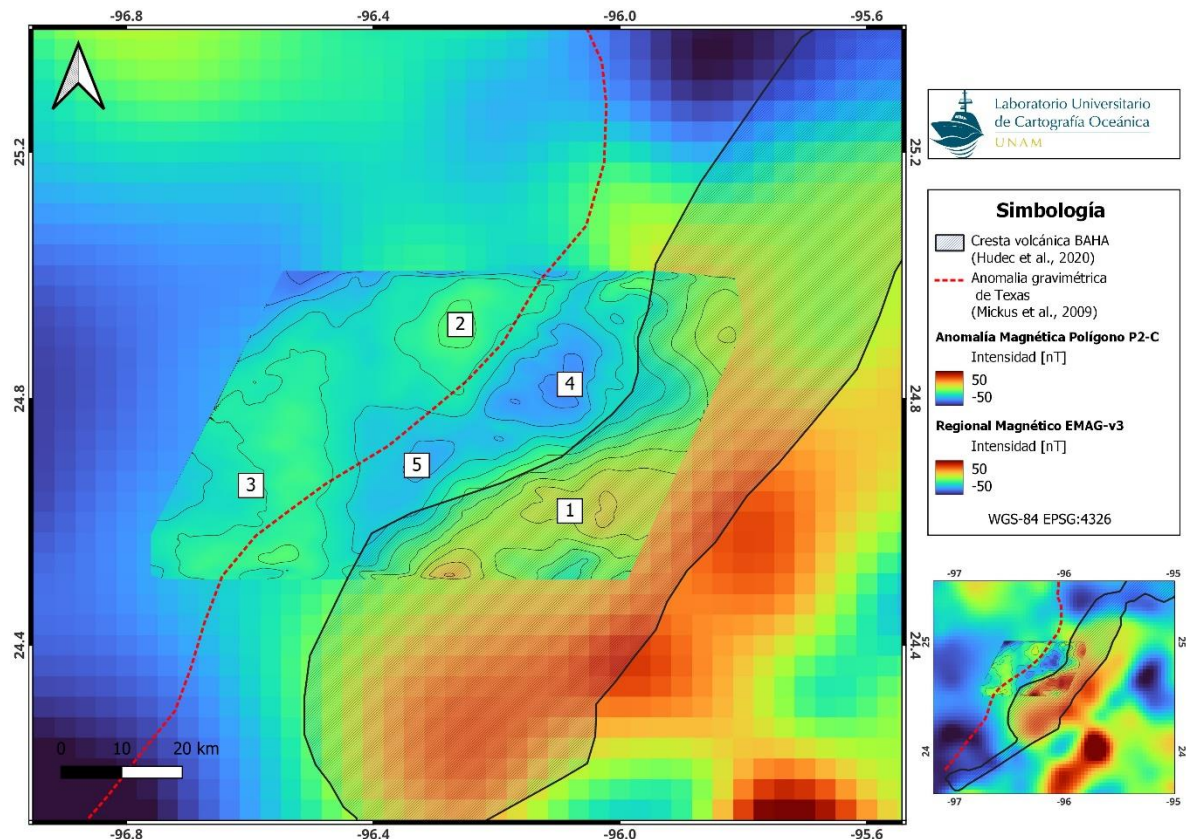 -96.8 -96.4 -96.0 -95.6
25.2 25.2
24.8 24.8
24.4 24.4
2
4
5
3
1
0 10 20 km
-96.8 -96.4 -96.0 -95.6
Laboratorio Universitario
de Cartografía Oceánica
UNAM
Simbología
Cresta volcánica BAHA
(Hudec et al., 2020)
Anomalia gravimétrica
de Texas
(Mickus et al., 2009)
Anomalía Magnética Polígono P2-C
Intensidad [nT]
50
-50
Regional Magnético EMAG-v3
Intensidad [nT]
50
-50
WGS-84 EPSG:4326
-97 -96 -95
25 25
24 24
-97 -96 -95